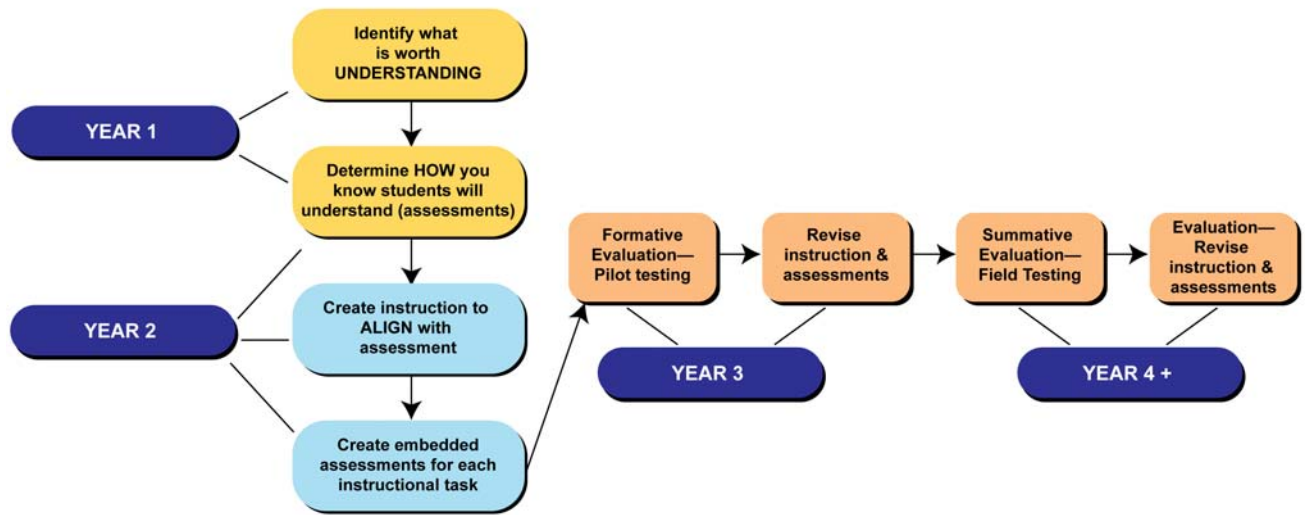 Identify what
is worth
UNDERSTANDING
YEAR 1
Determine HOW you
know students will
understand (assessments)
YEAR 2
Create instruction to
ALIGN with
assessment
Create embedded
assessments for each
instructional task
Formative
Evaluation—
Pilot testing
Revise
instruction &
assessments
YEAR 3
Summative
Evaluation—
Field Testing
Evaluation—
Revise
instruction &
assessments
YEAR 4 +